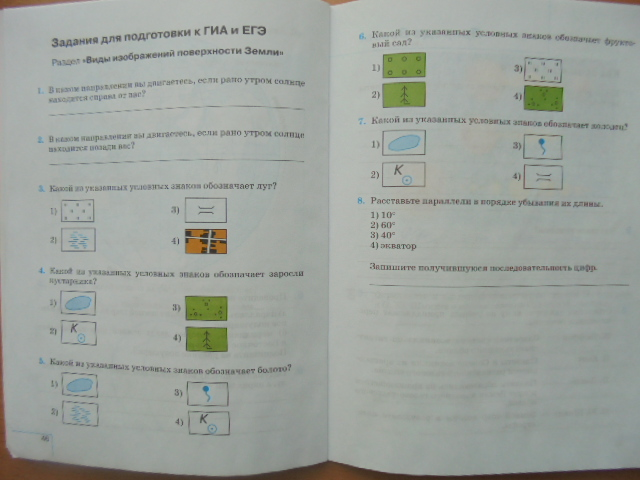 Задания для подготовки к ГИА и ЕГЭ
Раздел «Виды изображений поверхности Земли»
1. В каком направлении вы двигаетесь, если рано утром солнце
находится справа от вас?
2. В каком направлении вы двигаетесь, если рано утром солнце
находится позади вас?
3. Какой из указанных условных знаков обозначает луг?
1)
3)
2)
4)
4. Какой из указанных условных знаков обозначает заросли
кустарника?
1)
3)
2) К
4)
5. Какой из указанных условных знаков обозначает болото?
1)
3)
2)
4) К
46
6. Какой из указанных условных знаков обозначает фрукто-
вый сад?
1)
3)
2)
4)
7. Какой из указанных условных знаков обозначает колодец?
1)
3)
2) К
4)
8. Расставьте параллели в порядке убывания их длины.
1) 10°
2) 60°
3) 40°
4) экватор
Запишите получившуюся последовательность цифр.